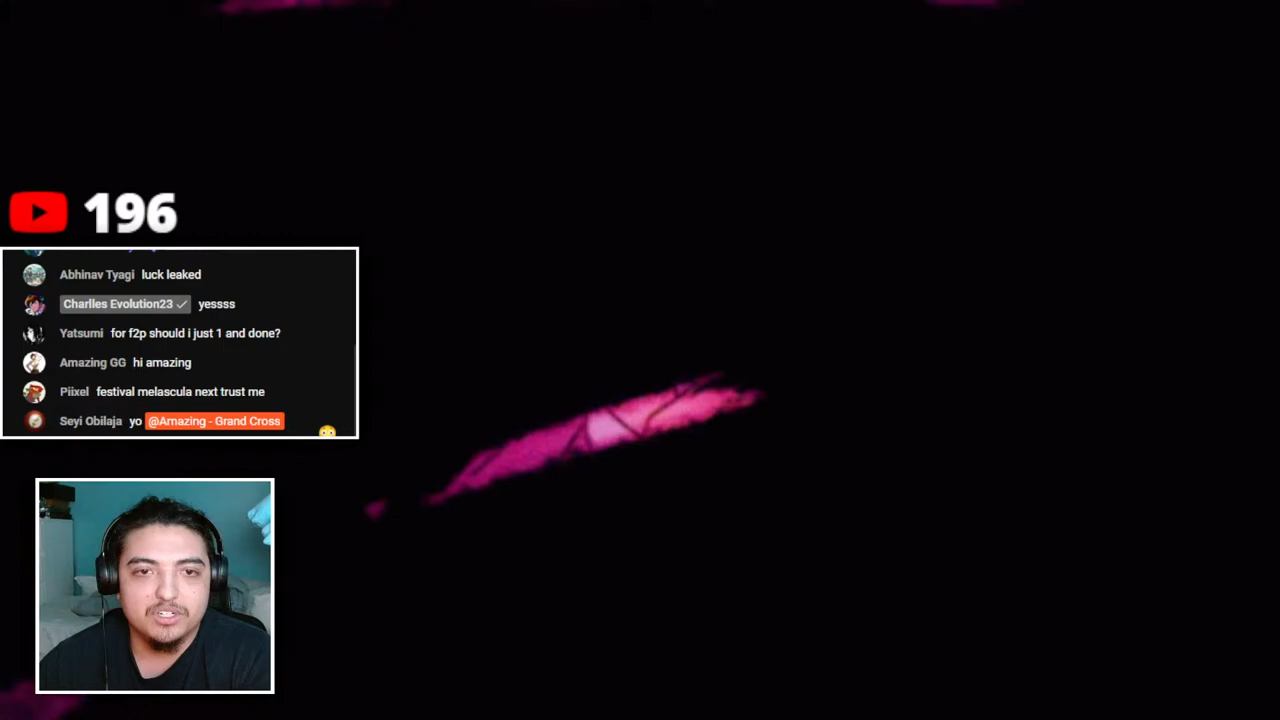 196
Abhinav Tyagi luck leaked
Charlles Evolution23 yessss
Yatsumi for f2p should i just 1 and done?
Amazing GG hi amazing
Piixel festival melascula next trust me
Seyi Obilaja yo @Amazing - Grand Cross